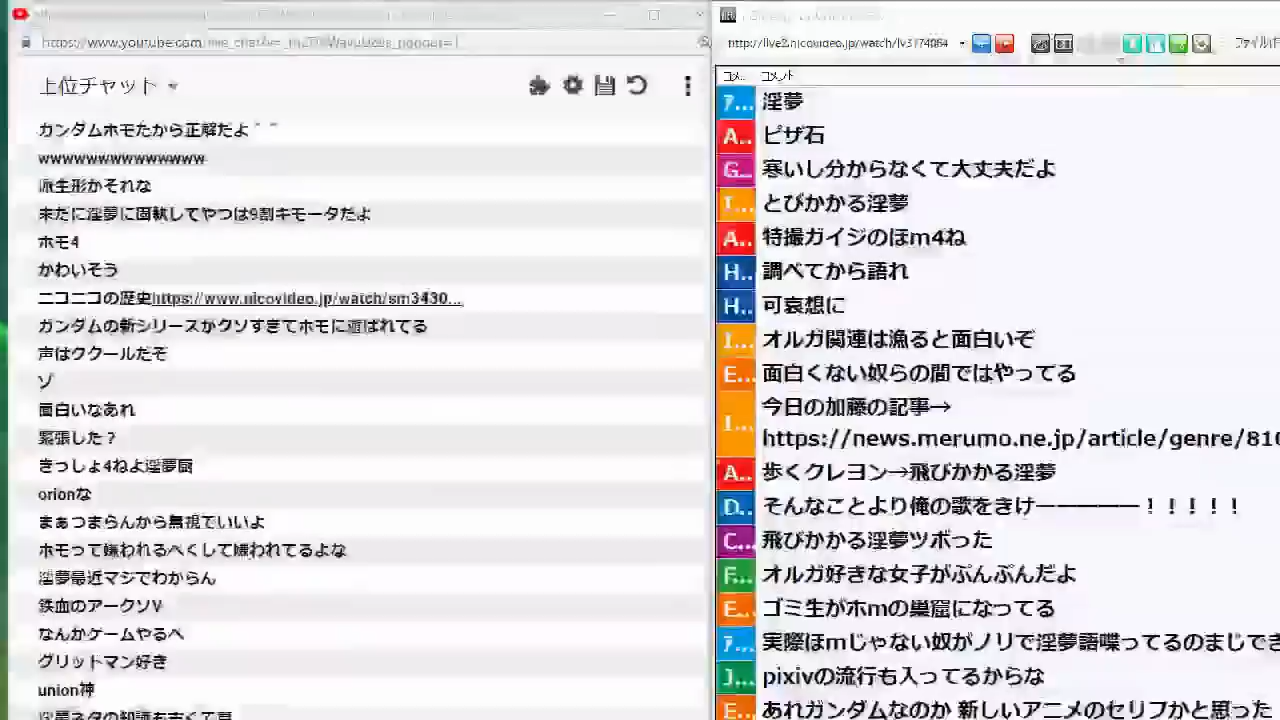 上位チャット
ガンダムホモたから正解だよ＾＾
wwwwwwwwwwwwww
派生形かそれな
未だに淫夢に固執してやつは9割キモータだよ
ホモ4
かわいそう
ニコニコの歴史https://www.nicovideo.jp/watch/sm3430...
ガンダムの新シリースかクソすぎてホモに遊ばれてる
声はククールだぞ
ゾ
面白いなあれ
緊張した？
きっしょ4ねよ淫夢厨
orionな
まぁつまらんから無視でいいよ
ホモって嫌われるべくして嫌われてるよな
淫夢最近マジでわからん
鉄血のアークソV
なんかゲームやるべ
グリッドマン好き
union神
http://live2.nicovideo.jp/watch/lv3174064
コメ..
コメント
ア... 淫夢
A.. ピザ石
G... 寒いし分からなくて大丈夫だよ
T... とびかかる淫夢
A.. 特撮ガイジのほm4ね
H.. 調べてから語れ
H.. 可哀想に
I... オルガ関連は漁ると面白いぞ
E... 面白くない奴らの間ではやってる
I... 今日の加藤の記事→
https://news.merumo.ne.jp/article/genre/810
A.. 歩くクレヨン→飛びかかる淫夢
D.. そんなことより俺の歌をきけ――――――！！！！！
C... 飛びかかる淫夢ツボった
F... オルガ好きな女子がぷんぷんだよ
E... ゴミ生がホmの巣窟になってる
ア... 実際ほmじゃない奴がノリで淫夢語喋ってるのまじでき
J... pixivの流行も入ってるからな
E... あれガンダムなのか 新しいアニメのセリフかと思った